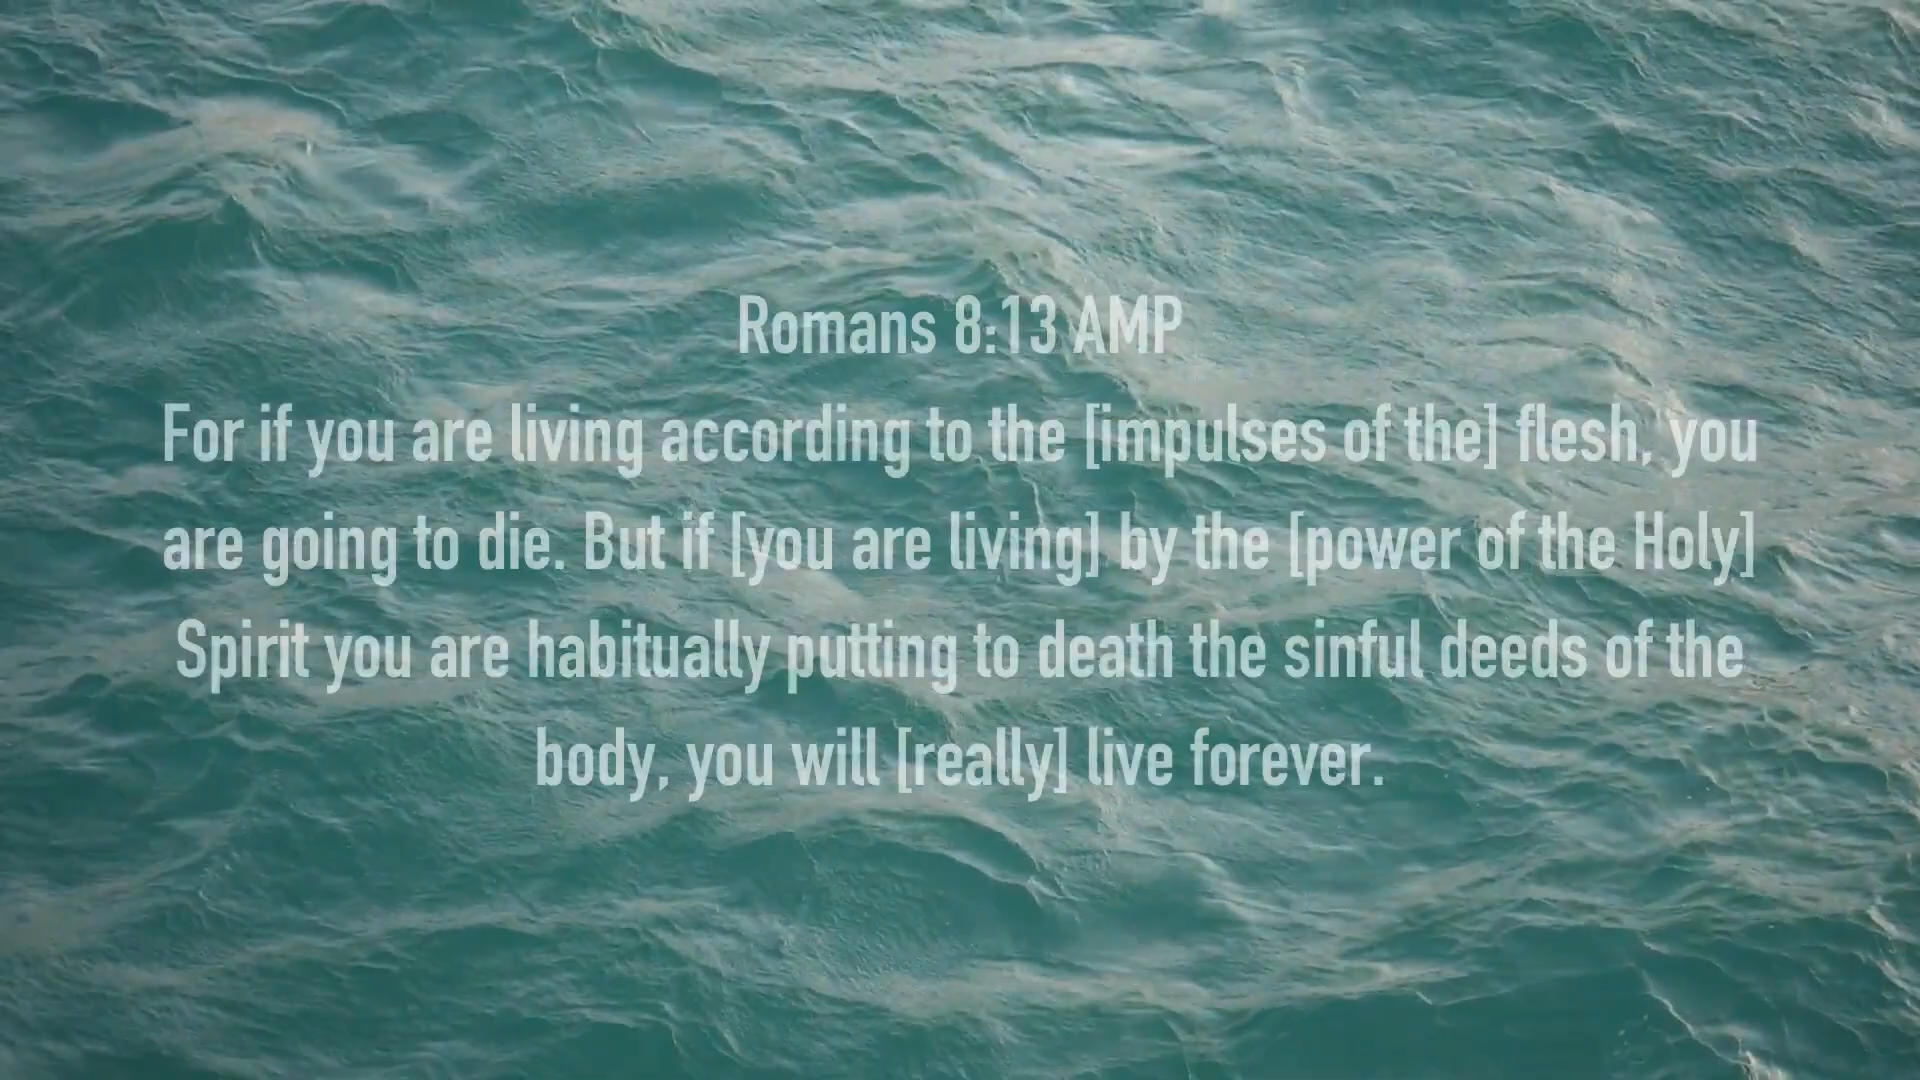 Romans 8:13 AMP
For if you are living according to the [impulses of the] flesh, you
are going to die. But if [you are living] by the [power of the Holy]
Spirit you are habitually putting to death the sinful deeds of the
body, you will [really] live forever.